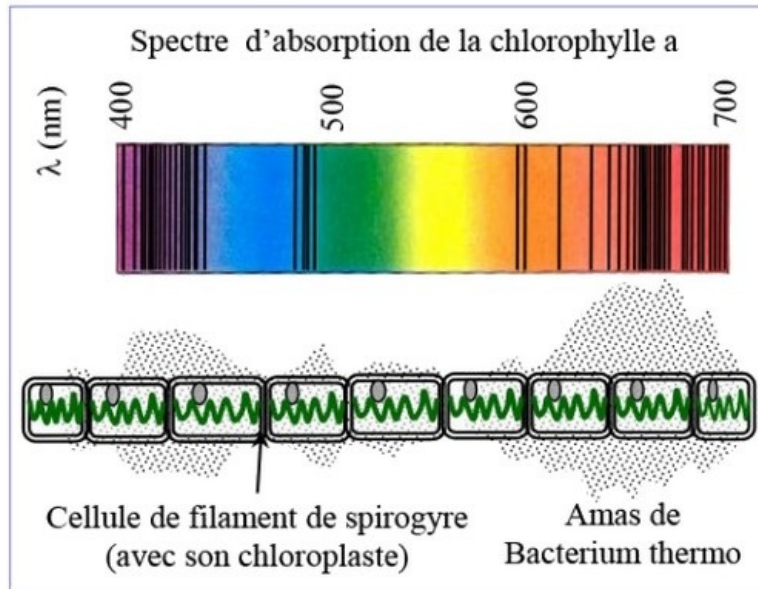 Spectre d’absorption de la chlorophylle a
λ (nm)
400
500
600
700
Cellule de filament de spirogyre
(avec son chloroplaste)
Amas de
Bacterium thermo